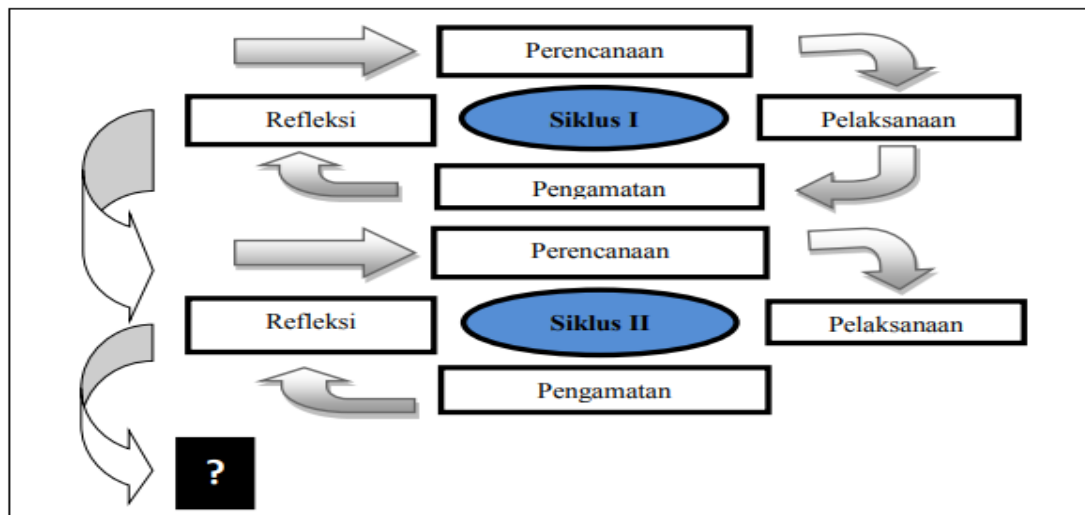 Perencanaan
Refleksi
Siklus I
Pelaksanaan
Pengamatan
Perencanaan
Refleksi
Siklus II
Pelaksanaan
Pengamatan
?